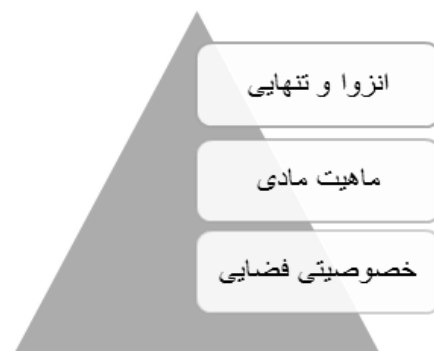 انزوا و تنهایی
ماهیت مادی
خصوصیتی فضایی